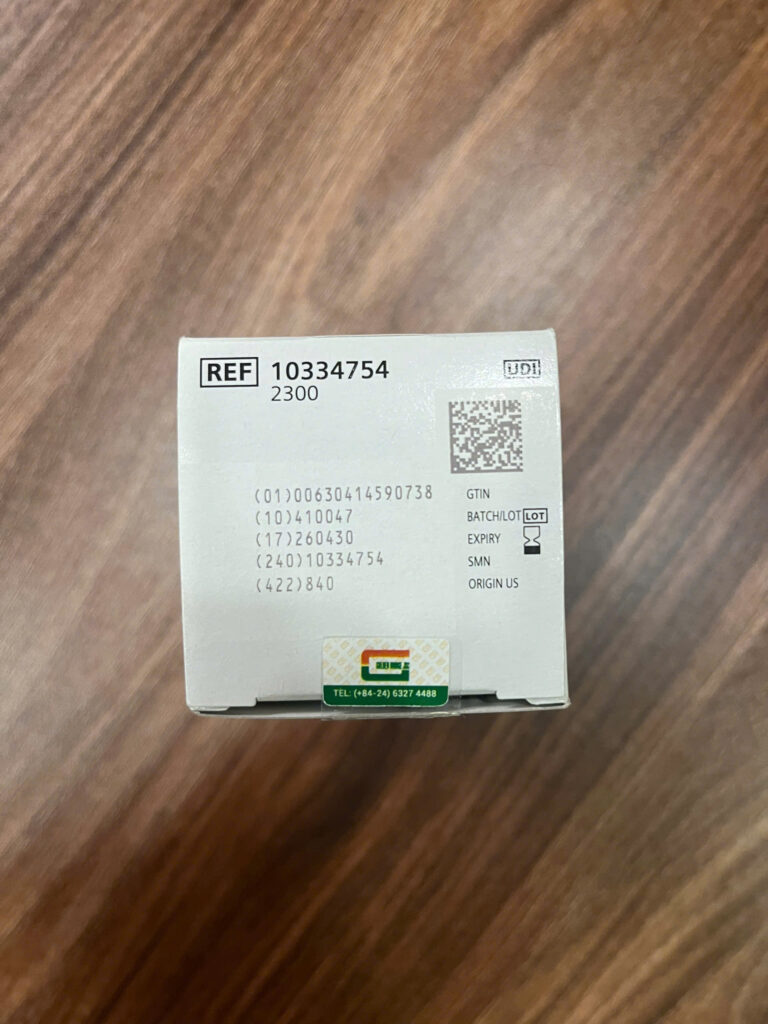 REF 10334754
2300
UDI
(01)00630414590738 GTIN
(10)410047 BATCH/LOT LOT
(17)260430 EXPIRY
(240)10334754 SMN
(422)840 ORIGIN US
TEL: (+84-24) 6327 4488